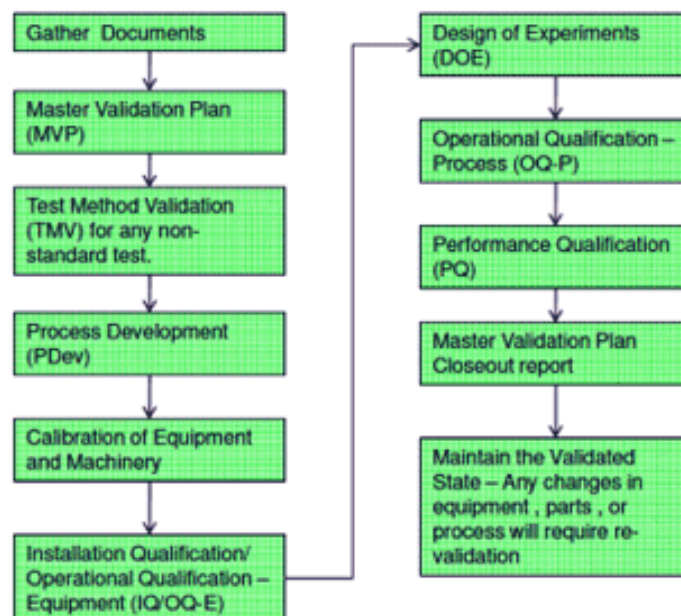 Gather Documents
Master Validation Plan
(MVP)
Test Method Validation
(TMV) for any non-
standard test.
Process Development
(PDev)
Calibration of Equipment
and Machinery
Installation Qualification/
Operational Qualification –
Equipment (IQ/OQ-E)
Design of Experiments
(DOE)
Operational Qualification –
Process (OQ-P)
Performance Qualification
(PQ)
Master Validation Plan
Closeout report
Maintain the Validated
State – Any changes in
equipment , parts , or
process will require re-
validation